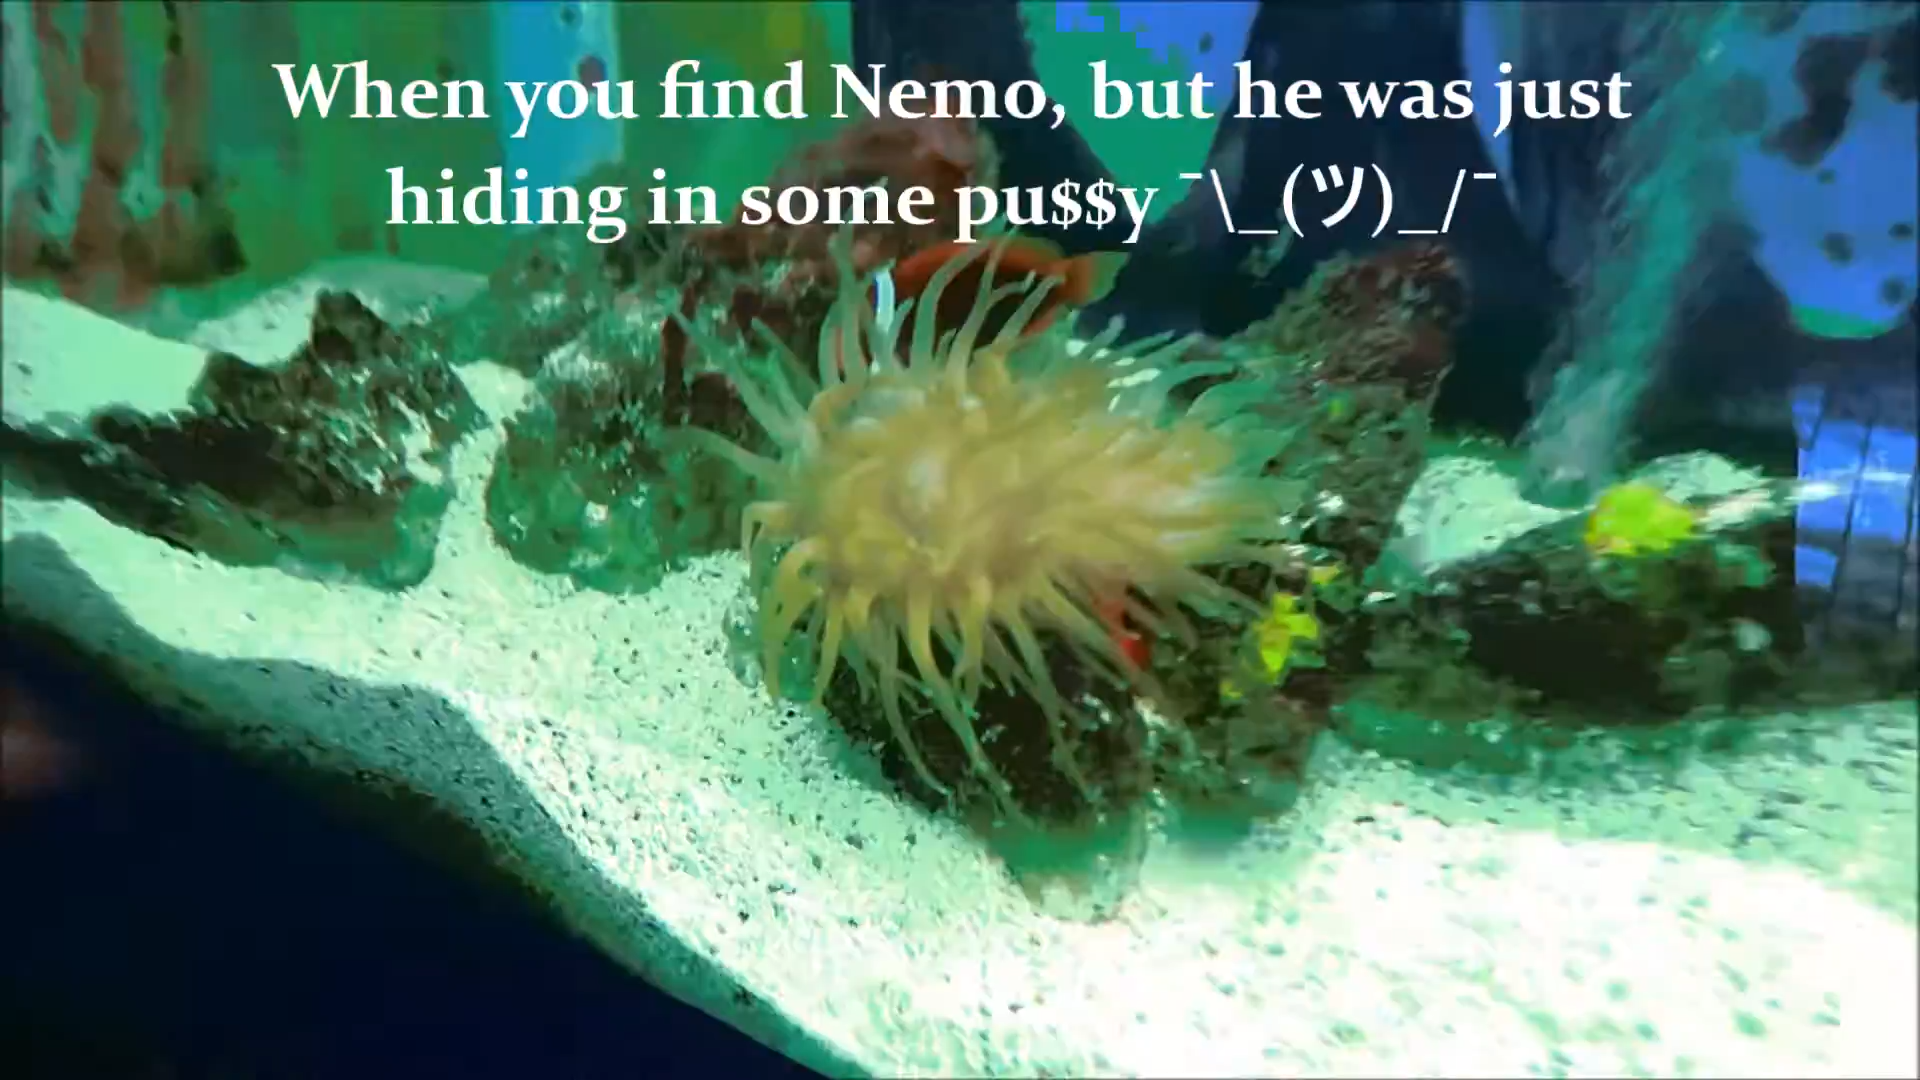 When you find Nemo, but he was just
hiding in some pu$$y ¯\_(ツ)_/¯